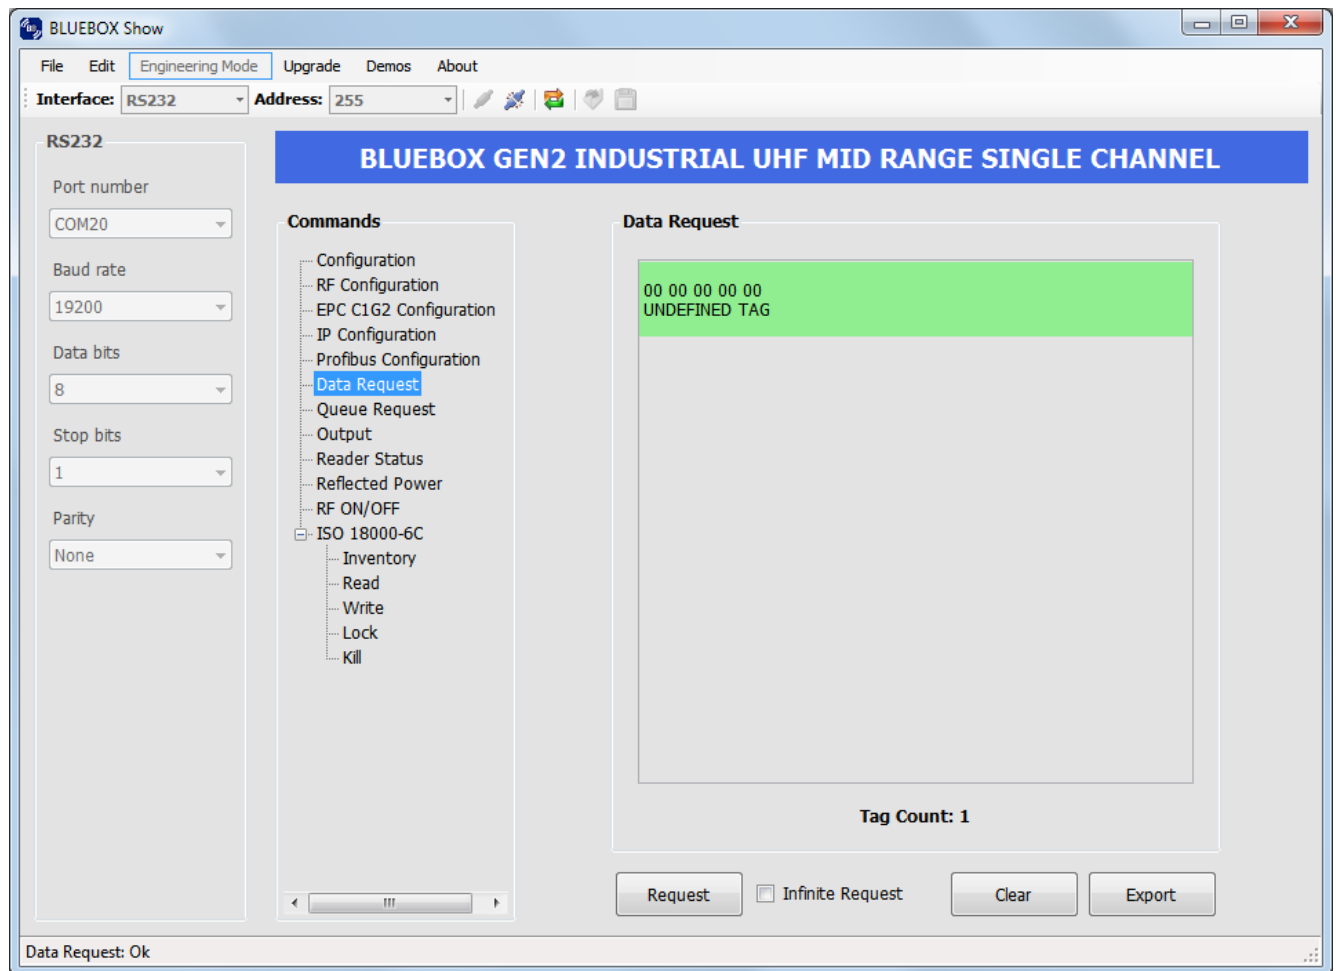 BLUEBOX Show
File Edit Engineering Mode Upgrade Demos About
Interface: RS232 Address: 255
RS232
Port number
COM20
Baud rate
19200
Data bits
8
Stop bits
1
Parity
None
BLUEBOX GEN2 INDUSTRIAL UHF MID RANGE SINGLE CHANNEL
Commands
Configuration
RF Configuration
EPC C1G2 Configuration
IP Configuration
Profibus Configuration
Data Request
Queue Request
Output
Reader Status
Reflected Power
RF ON/OFF
ISO 18000-6C
Inventory
Read
Write
Lock
Kill
Data Request
00 00 00 00 00
UNDEFINED TAG
Tag Count: 1
Request Infinite Request Clear Export
Data Request: Ok